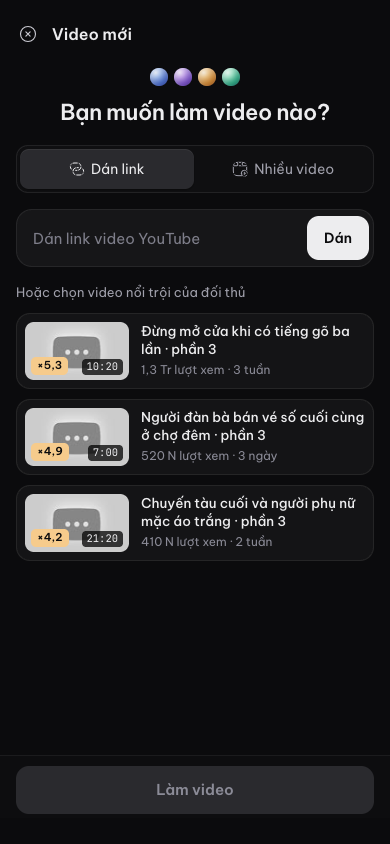 Video mới
Bạn muốn làm video nào?
Dán link
Nhiều video
Dán link video YouTube
Dán
Hoặc chọn video nổi trội của đối thủ
×5,3
10:20
Đừng mở cửa khi có tiếng gõ ba
lần · phần 3
1,3 Tr lượt xem · 3 tuần
×4,9
7:00
Người đàn bà bán vé số cuối cùng
ở chợ đêm · phần 3
520 N lượt xem · 3 ngày
×4,2
21:20
Chuyến tàu cuối và người phụ nữ
mặc áo trắng · phần 3
410 N lượt xem · 2 tuần
Làm video